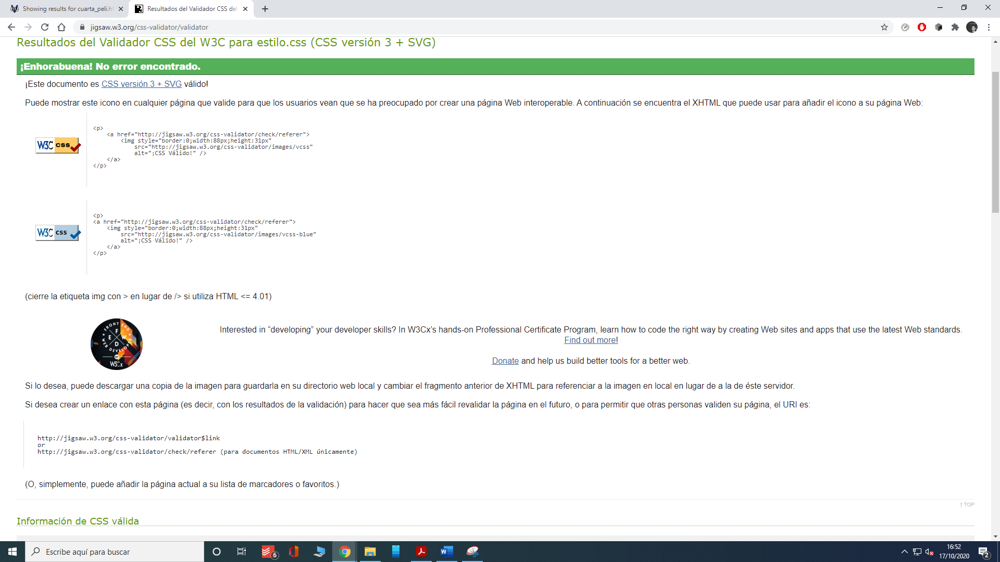 Showing results for cuarta_peli.ht
Resultados del Validador CSS del
jigsaw.w3.org/css-validator/validator
Resultados del Validador CSS del W3C para estilo.css (CSS versión 3 + SVG)
¡Enhorabuena! No error encontrado.
¡Este documento es CSS versión 3 + SVG válido!
Puede mostrar este icono en cualquier página que valide para que los usuarios vean que se ha preocupado por crear una página Web interoperable. A continuación se encuentra el XHTML que puede usar para añadir el icono a su página Web:
W3C css
<p>
<a href="http://jigsaw.w3.org/css-validator/check/referer">
<img style="border:0;width:88px;height:31px"
src="http://jigsaw.w3.org/css-validator/images/vcss"
alt="¡CSS Válido!" />
</a>
</p>
W3C css
<p>
<a href="http://jigsaw.w3.org/css-validator/check/referer">
<img style="border:0;width:88px;height:31px"
src="http://jigsaw.w3.org/css-validator/images/vcss-blue"
alt="¡CSS Válido!" />
</a>
</p>
(cierre la etiqueta img con > en lugar de /> si utiliza HTML <= 4.01)
FRONT END
F E W D
WEB DEVELOPER
W3Cx
Interested in “developing” your developer skills? In W3Cx’s hands-on Professional Certificate Program, learn how to code the right way by creating Web sites and apps that use the latest Web standards.
Find out more!
Donate and help us build better tools for a better web.
Si lo desea, puede descargar una copia de la imagen para guardarla en su directorio web local y cambiar el fragmento anterior de XHTML para referenciar a la imagen en local en lugar de a la de éste servidor.
Si desea crear un enlace con esta página (es decir, con los resultados de la validación) para hacer que sea más fácil revalidar la página en el futuro, o para permitir que otras personas validen su página, el URI es:
http://jigsaw.w3.org/css-validator/validator$link
or
http://jigsaw.w3.org/css-validator/check/referer (para documentos HTML/XML únicamente)
(O, simplemente, puede añadir la página actual a su lista de marcadores o favoritos.)
↑ TOP
Información de CSS válida
Escribe aquí para buscar
6
16:52
17/10/2020
2